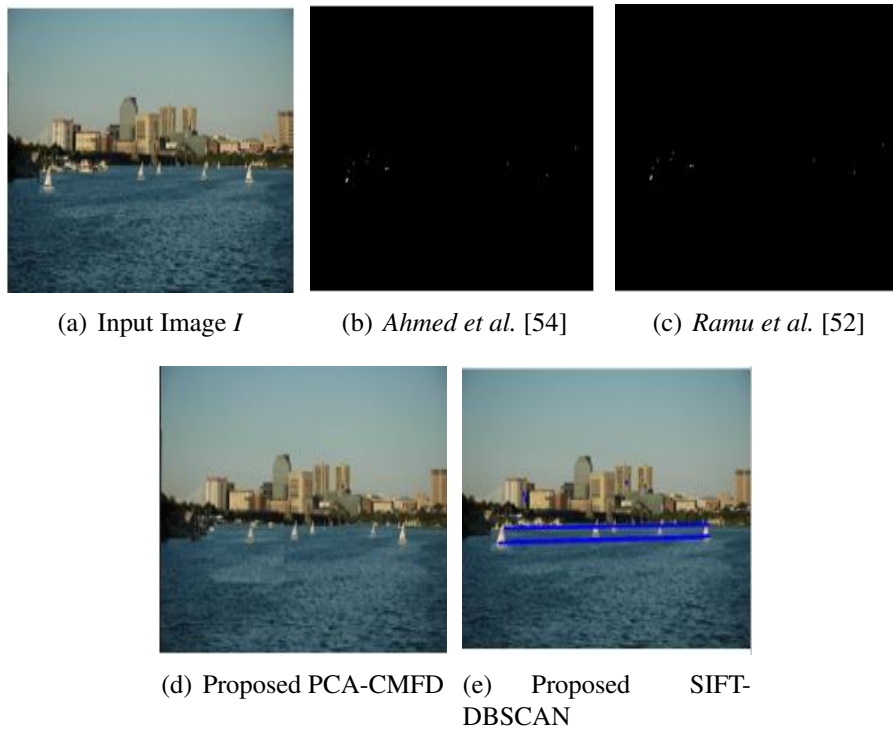 (a) Input Image I
(b) Ahmed et al. [54]
(c) Ramu et al. [52]
(d) Proposed PCA-CMFD
(e) Proposed SIFT-
DBSCAN